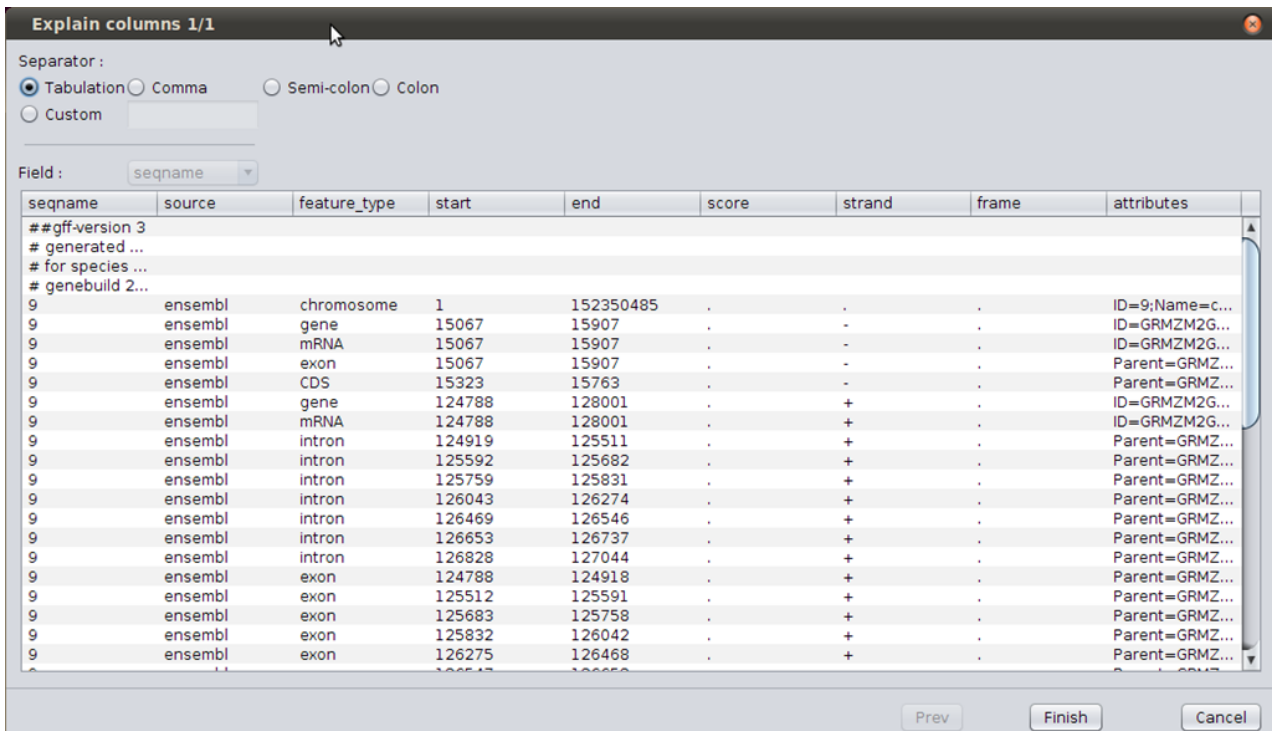 Explain columns 1/1
Separator :
Tabulation Comma Semi-colon Colon
Custom
Field : seqname
seqname source feature_type start end score strand frame attributes
##gff-version 3
# generated ...
# for species ...
# genebuild 2...
9 ensembl chromosome 1 152350485 . . . ID=9;Name=c...
9 ensembl gene 15067 15907 . - . ID=GRMZM2G...
9 ensembl mRNA 15067 15907 . - . ID=GRMZM2G...
9 ensembl exon 15067 15907 . - . Parent=GRMZ...
9 ensembl CDS 15323 15763 . - . Parent=GRMZ...
9 ensembl gene 124788 128001 . + . ID=GRMZM2G...
9 ensembl mRNA 124788 128001 . + . ID=GRMZM2G...
9 ensembl intron 124919 125511 . + . Parent=GRMZ...
9 ensembl intron 125592 125682 . + . Parent=GRMZ...
9 ensembl intron 125759 125831 . + . Parent=GRMZ...
9 ensembl intron 126043 126274 . + . Parent=GRMZ...
9 ensembl intron 126469 126546 . + . Parent=GRMZ...
9 ensembl intron 126653 126737 . + . Parent=GRMZ...
9 ensembl intron 126828 127044 . + . Parent=GRMZ...
9 ensembl exon 124788 124918 . + . Parent=GRMZ...
9 ensembl exon 125512 125591 . + . Parent=GRMZ...
9 ensembl exon 125683 125758 . + . Parent=GRMZ...
9 ensembl exon 125832 126042 . + . Parent=GRMZ...
9 ensembl exon 126275 126468 . + . Parent=GRMZ...
Prev Finish Cancel